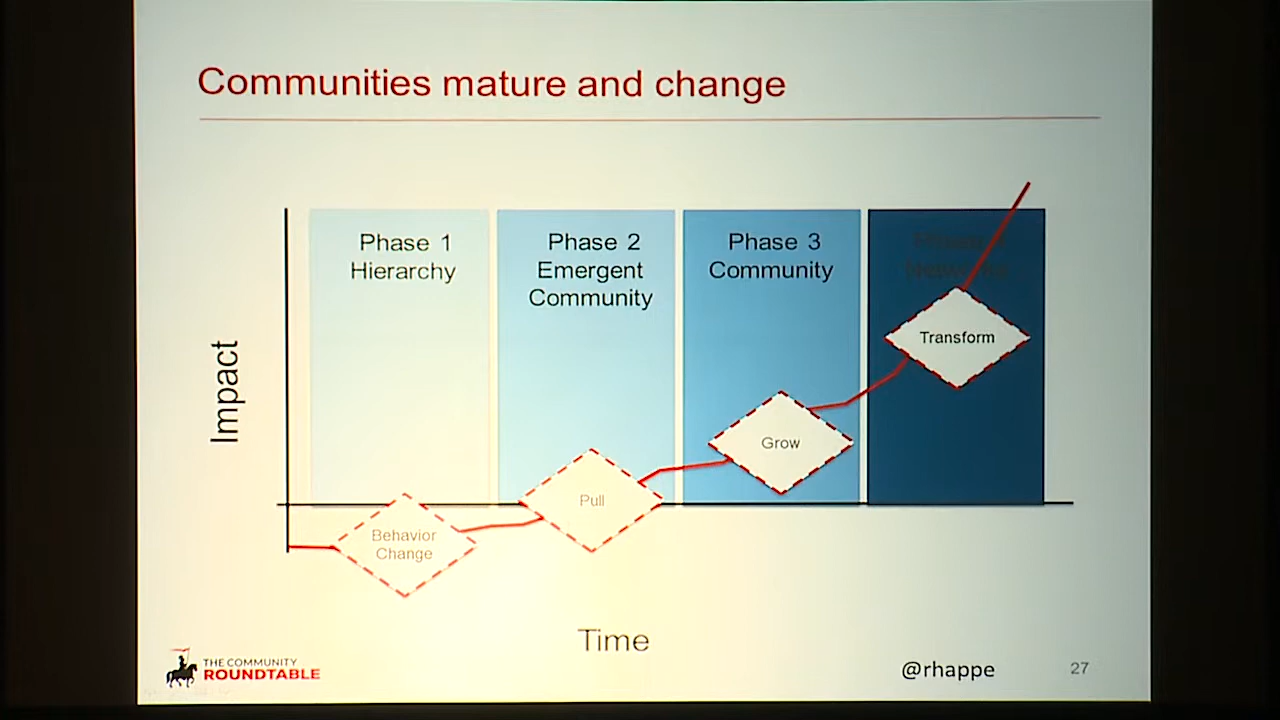 Communities mature and change
Phase 1
Hierarchy
Phase 2
Emergent
Community
Phase 3
Community
Impact
Transform
Grow
Pull
Behavior
Change
Time
THE COMMUNITY
ROUNDTABLE
@rhappe
27